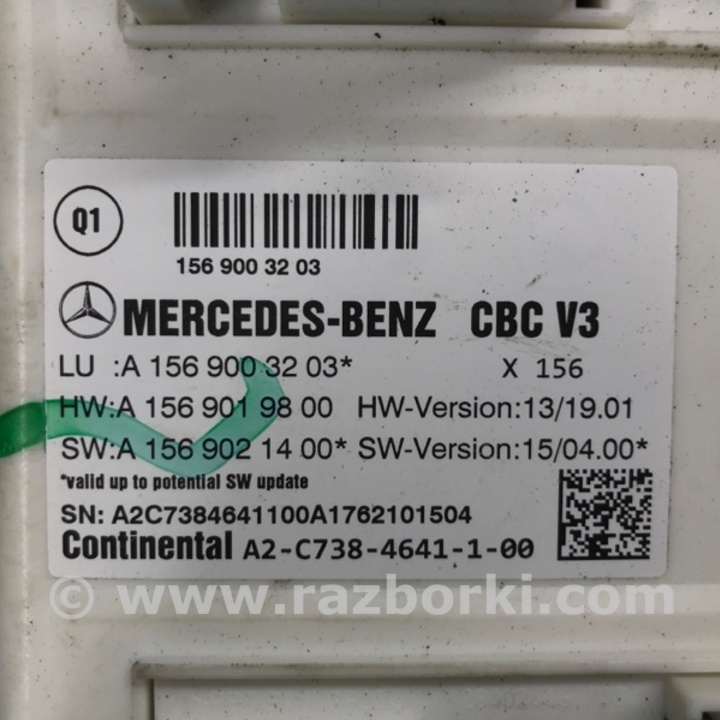 Q1
156 900 32 03
MERCEDES-BENZ CBC V3
LU :A 156 900 32 03* X 156
HW:A 156 901 98 00 HW-Version:13/19.01
SW:A 156 902 14 00* SW-Version:15/04.00*
*valid up to potential SW update
SN: A2C7384641100A1762101504
Continental A2-C738-4641-1-00
© www.razborki.com